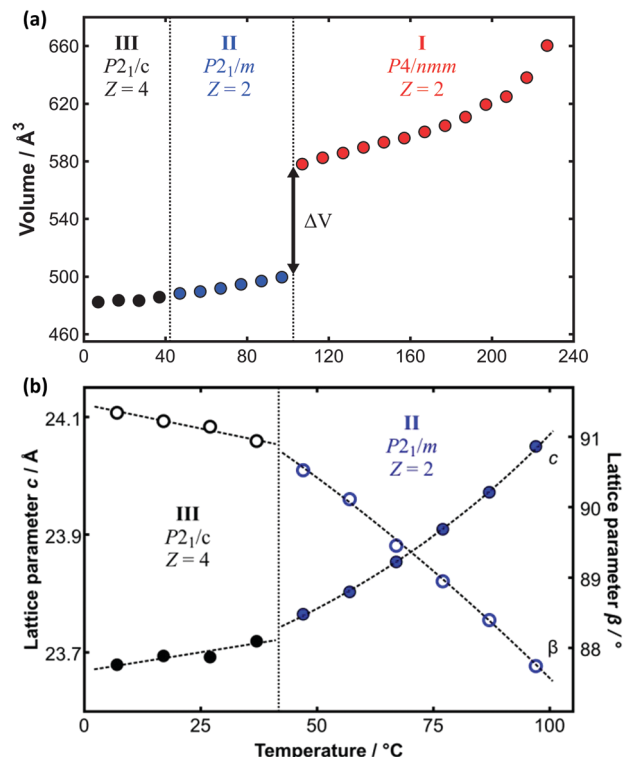 (a)
III
P2₁/c
Z = 4
II
P2₁/m
Z = 2
I
P4/nmm
Z = 2
ΔV
Volume / Å³
660
620
580
540
500
460
0 40 80 120 160 200 240
(b)
24.1
23.9
23.7
Lattice parameter c / Å
III
P2₁/c
Z = 4
II
P2₁/m
Z = 2
c
β
91
90
89
88
Lattice parameter β / °
0 25 50 75 100
Temperature / °C